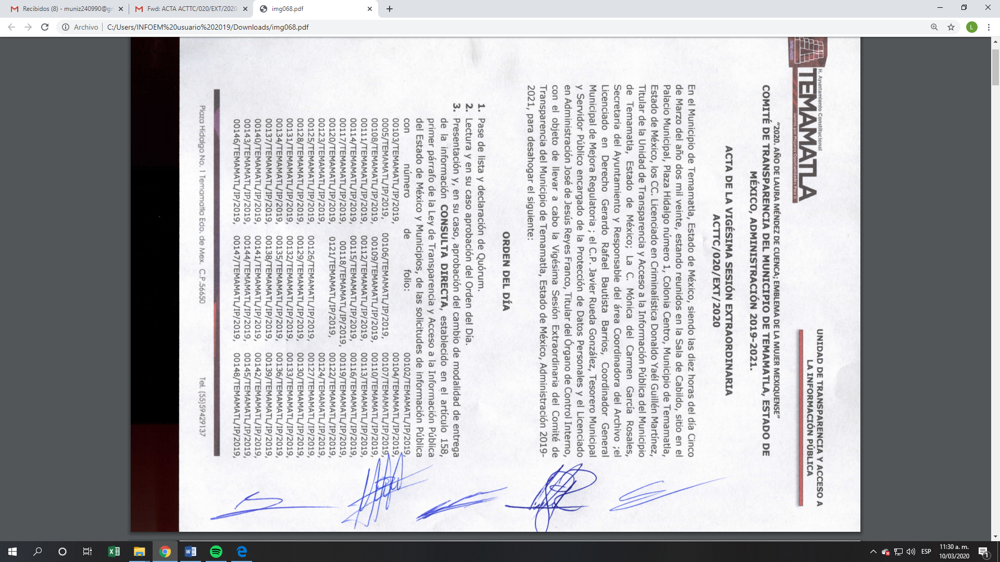 Recibidos (8) - muniz240990@gm
Fwd: ACTA ACTTC/020/EXT/2020
img068.pdf
Archivo
C:/Users/INFOEM%20usuario%202019/Downloads/img068.pdf
L
H. Ayuntamiento Constitucional
TEMAMATLA
Juntos por Mejores Oportunidades Para ti
UNIDAD DE TRANSPARENCIA Y ACCESO A
LA INFORMACIÓN PÚBLICA
"2020. AÑO DE LAURA MÉNDEZ DE CUENCA; EMBLEMA DE LA MUJER MEXIQUENSE"
COMITÉ DE TRANSPARENCIA DEL MUNICIPIO DE TEMAMATLA, ESTADO DE
MÉXICO, ADMINISTRACIÓN 2019-2021.
ACTA DE LA VIGÉSIMA SESIÓN EXTRAORDINARIA
ACTTC/020/EXT/2020
En el Municipio de Temamatla, Estado de México, siendo las diez horas del día Cinco
de Marzo del año dos mil veinte, estando reunidos en la Sala de Cabildo, sitio en el
Palacio Municipal, Plaza Hidalgo número 1, Colonia Centro, Municipio de Temamatla,
Estado de México, los CC. Licenciado en Criminalística Donaldo Yaél Guillén Martínez,
Titular de la Unidad de Transparencia y Acceso a la Información Pública del Municipio
de Temamatla, Estado de México; La C. Mónica del Carmen García Rosales,
Secretaria del Ayuntamiento y Responsable del área Coordinadora del Archivo ;el
Licenciado en Derecho Gerardo Rafael Bautista Barrios, Coordinador General
Municipal de Mejora Regulatoria ; el C.P. Javier Rueda González, Tesorero Municipal
y Servidor Público encargado de la Protección de Datos Personales y el Licenciado
en Administración José de Jesús Reyes Franco, Titular del Órgano de Control Interno,
con el objeto de llevar a cabo la Vigésima Sesión Extraordinaria del Comité de
Transparencia del Municipio de Temamatla, Estado de México, Administración 2019-
2021, para desahogar el siguiente:
ORDEN DEL DÍA
1. Pase de lista y declaración de Quórum.
2. Lectura y en su caso aprobación del Orden del Día.
3. Presentación y, en su caso, aprobación del cambio de modalidad de entrega
de la información CONSULTA DIRECTA, establecido en el artículo 158,
primer párrafo de la Ley de Transparencia y Acceso a la Información Pública
del Estado de México y Municipios, de las solicitudes de información Pública
con número de folio: 00102/TEMAMATL/IP/2019,
00103/TEMAMATL/IP/2019, 00104/TEMAMATL/IP/2019,
0005/TEMAMATL/IP/2019, 00106/TEMAMATL/IP/2019, 00107/TEMAMATL/IP/2019,
00108/TEMAMATL/IP/2019, 00109/TEMAMATL/IP/2019, 00110/TEMAMATL/IP/2019,
00111/TEMAMATL/IP/2019, 00112/TEMAMATL/IP/2019, 00113/TEMAMATL/IP/2019,
00114/TEMAMATL/IP/2019, 00115/TEMAMATL/IP/2019, 00116/TEMAMATL/IP/2019,
00117/TEMAMATL/IP/2019, 00118/TEMAMATL/IP/2019, 00119/TEMAMATL/IP/2019,
00120/TEMAMATL/IP/2019, 0121/TEMAMATL/IP/2019, 00122/TEMAMATL/IP/2019,
00123/TEMAMATL/IP/2019, 00124/TEMAMATL/IP/2019,
00125/TEMAMATL/IP/2019, 00126/TEMAMATL/IP/2019, 00127/TEMAMATL/IP/2019,
00128/TEMAMATL/IP/2019, 00129/TEMAMATL/IP/2019, 00130/TEMAMATL/IP/2019,
00131/TEMAMATL/IP/2019, 00132/TEMAMATL/IP/2019, 00133/TEMAMATL/IP/2019,
00134/TEMAMATL/IP/2019, 00135/TEMAMATL/IP/2019, 00136/TEMAMATL/IP/2019,
00137/TEMAMATL/IP/2019, 00138/TEMAMATL/IP/2019, 00139/TEMAMATL/IP/2019,
00140/TEMAMATL/IP/2019, 00141/TEMAMATL/IP/2019, 00142/TEMAMATL/IP/2019,
00143/TEMAMATL/IP/2019, 00144/TEMAMATL/IP/2019, 00145/TEMAMATL/IP/2019,
00146/TEMAMATL/IP/2019, 00147/TEMAMATL/IP/2019, 00148/TEMAMATL/IP/2019,
Plaza Hidalgo No. 1 Temamatla Edo. de Mex. C.P.56650 Tel. (55)59429137
ESP
11:30 a. m.
10/03/2020
1